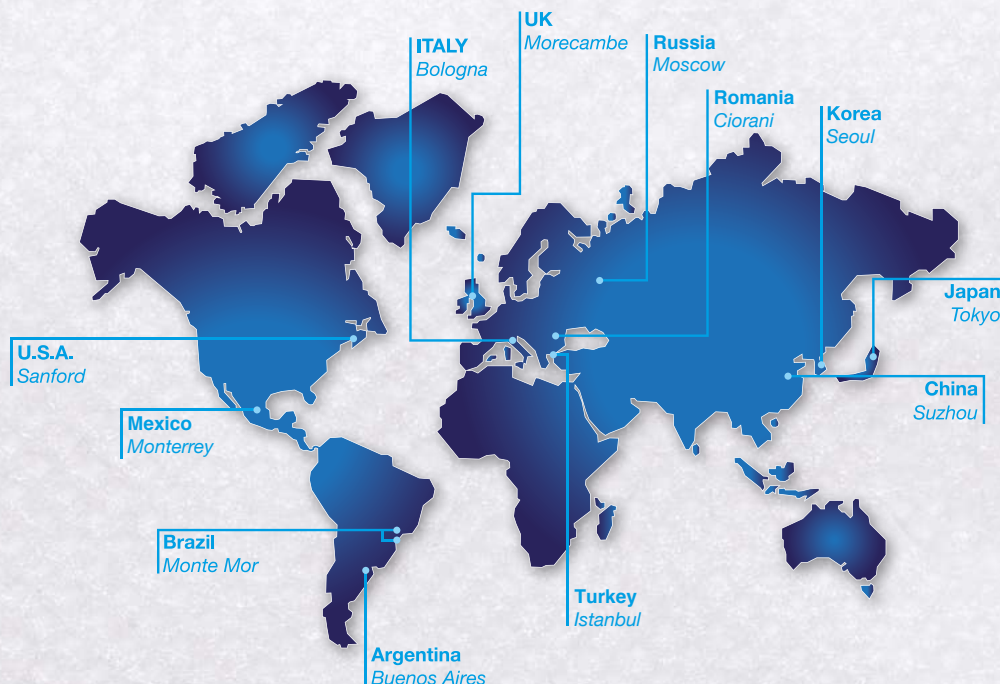 UK
Morecambe
ITALY
Bologna
Russia
Moscow
Romania
Ciorani
Korea
Seoul
Japan
Tokyo
U.S.A.
Sanford
China
Suzhou
Mexico
Monterrey
Brazil
Monte Mor
Turkey
Istanbul
Argentina
Buenos Aires